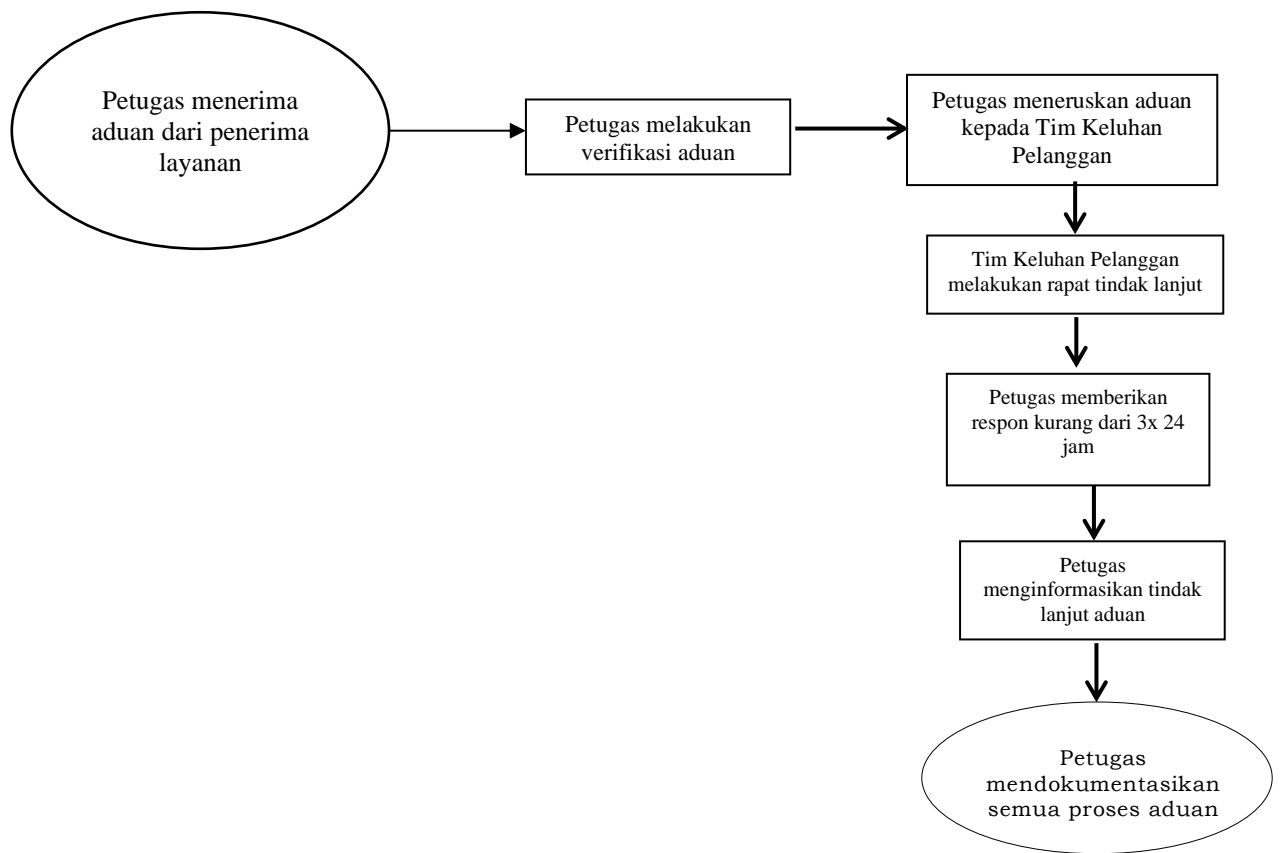 Petugas menerima
aduan dari penerima
layanan
Petugas melakukan
verifikasi aduan
Petugas meneruskan aduan
kepada Tim Keluhan
Pelanggan
Tim Keluhan Pelanggan
melakukan rapat tindak lanjut
Petugas memberikan
respon kurang dari 3x 24
jam
Petugas
menginformasikan tindak
lanjut aduan
Petugas
mendokumentasikan
semua proses aduan